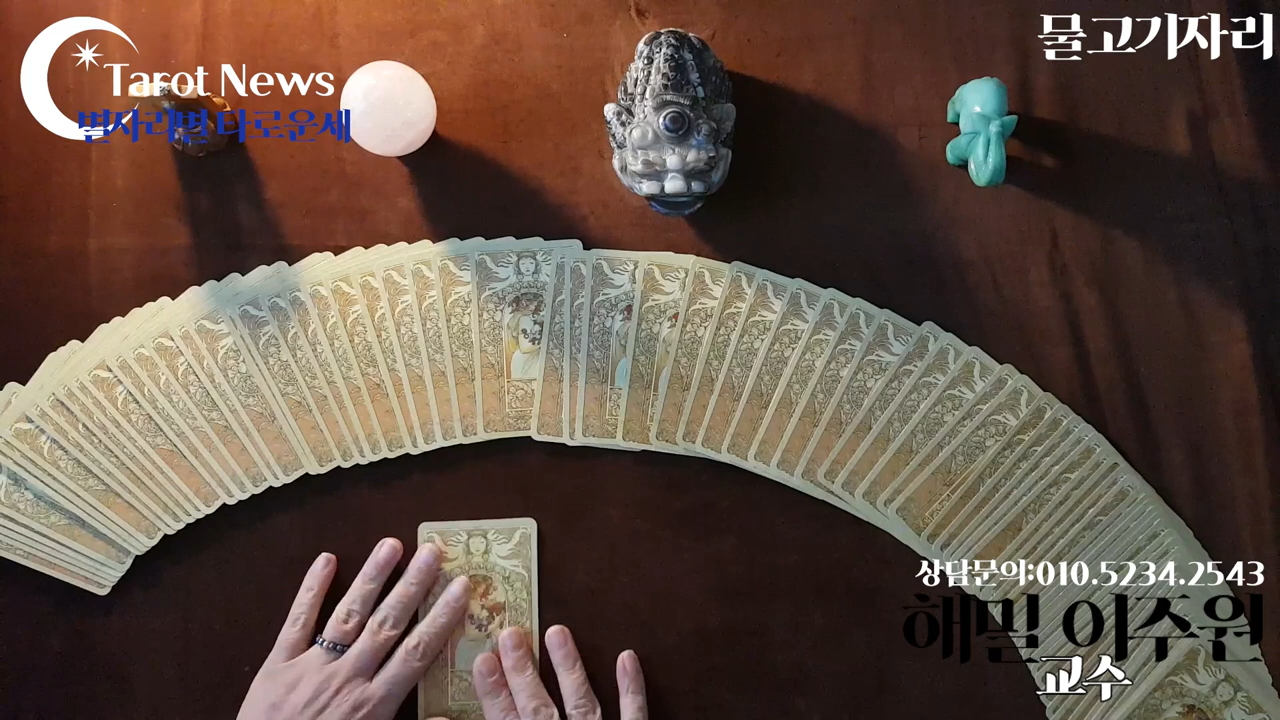 Tarot News
별자리별 타로운세
물고기자리
상담문의:010.5234.2543
해밀 이주원
교수